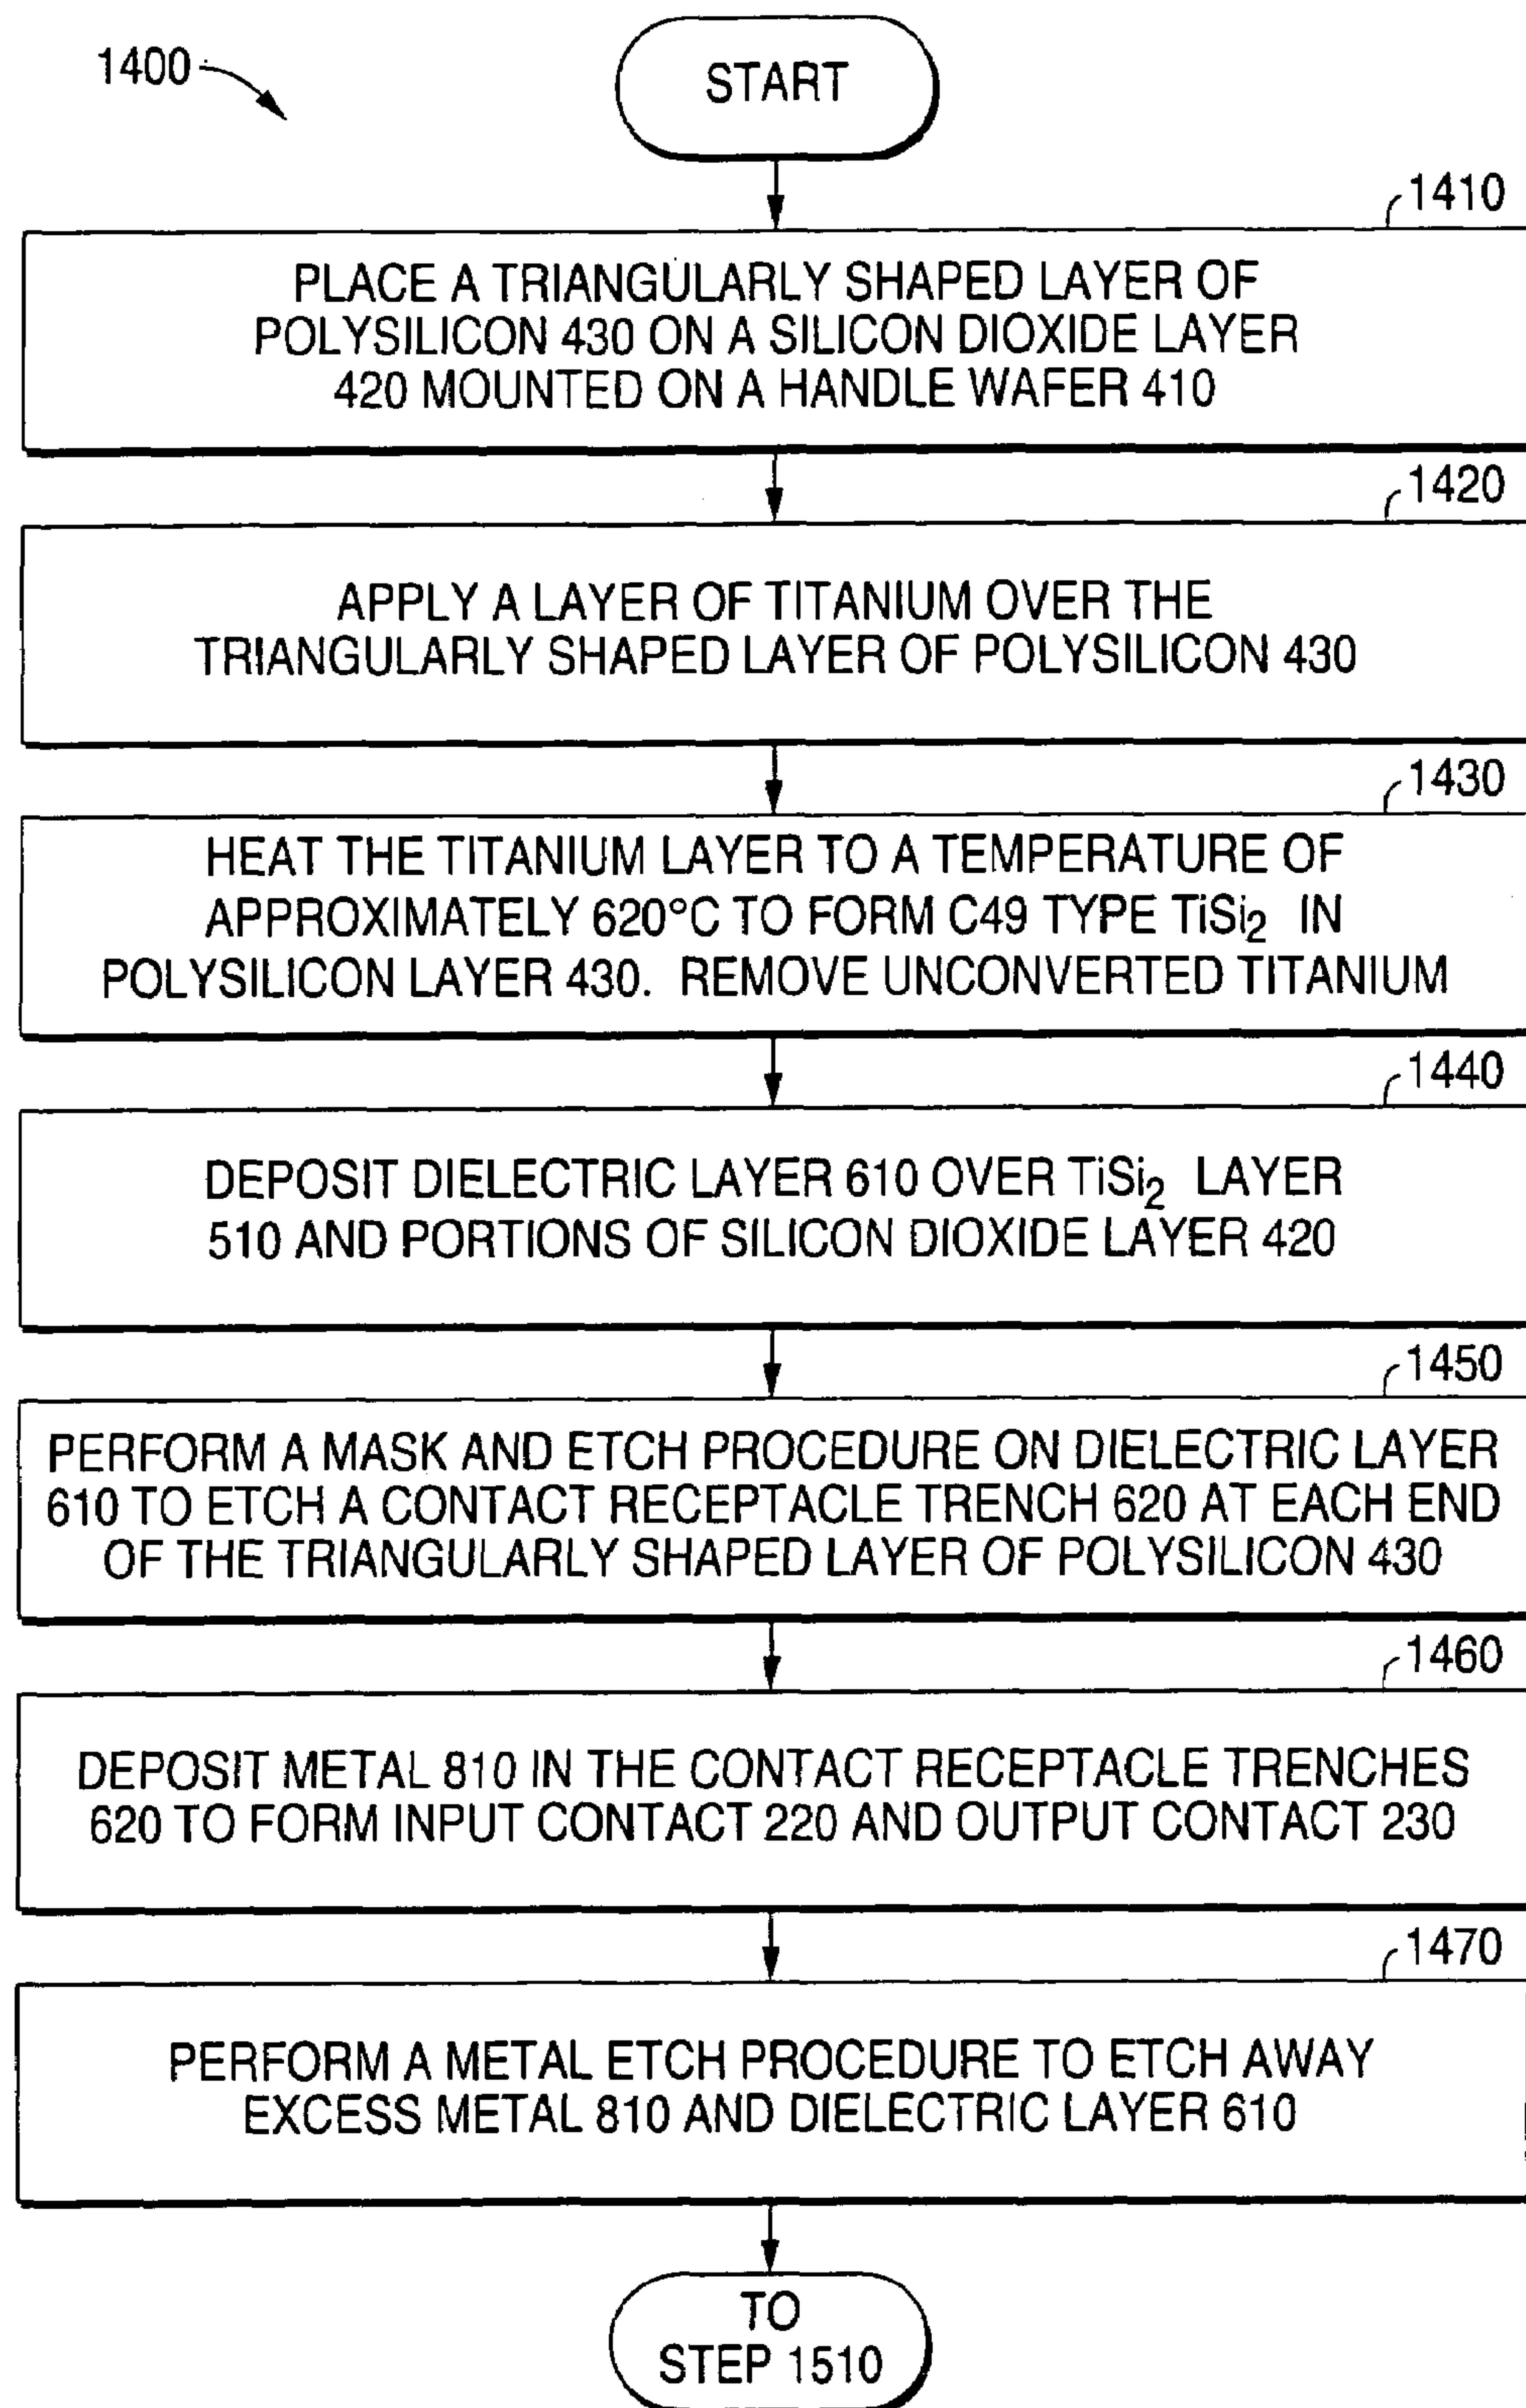 1400
START
1410
PLACE A TRIANGULARLY SHAPED LAYER OF
POLYSILICON 430 ON A SILICON DIOXIDE LAYER
420 MOUNTED ON A HANDLE WAFER 410
1420
APPLY A LAYER OF TITANIUM OVER THE
TRIANGULARLY SHAPED LAYER OF POLYSILICON 430
1430
HEAT THE TITANIUM LAYER TO A TEMPERATURE OF
APPROXIMATELY 620°C TO FORM C49 TYPE TiSi₂ IN
POLYSILICON LAYER 430. REMOVE UNCONVERTED TITANIUM
1440
DEPOSIT DIELECTRIC LAYER 610 OVER TiSi₂ LAYER
510 AND PORTIONS OF SILICON DIOXIDE LAYER 420
1450
PERFORM A MASK AND ETCH PROCEDURE ON DIELECTRIC LAYER
610 TO ETCH A CONTACT RECEPTACLE TRENCH 620 AT EACH END
OF THE TRIANGULARLY SHAPED LAYER OF POLYSILICON 430
1460
DEPOSIT METAL 810 IN THE CONTACT RECEPTACLE TRENCHES
620 TO FORM INPUT CONTACT 220 AND OUTPUT CONTACT 230
1470
PERFORM A METAL ETCH PROCEDURE TO ETCH AWAY
EXCESS METAL 810 AND DIELECTRIC LAYER 610
TO
STEP 1510